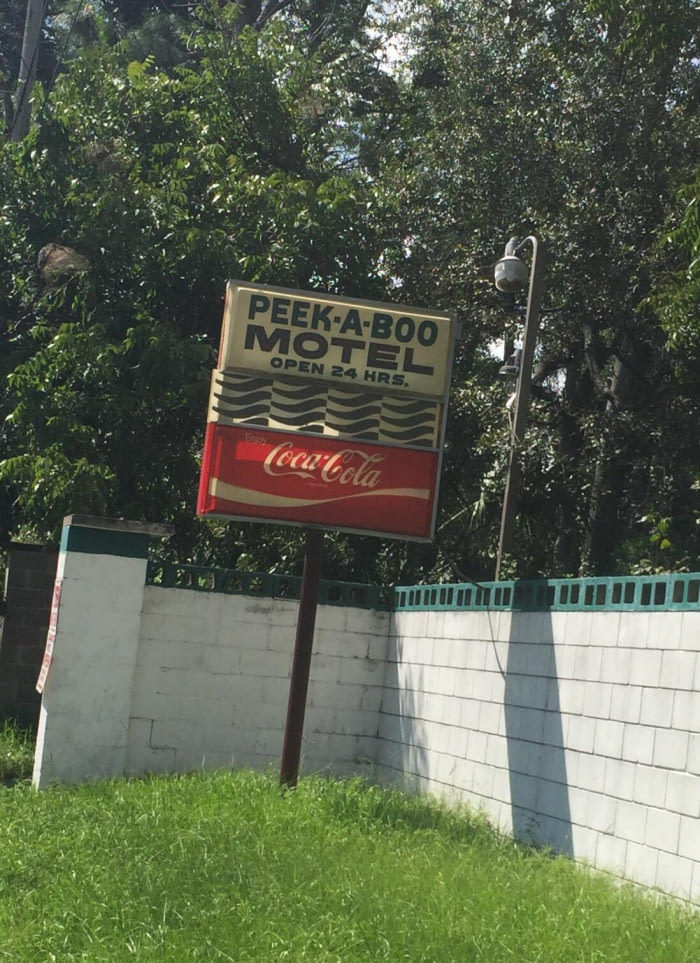 PEEK-A-BOO
MOTEL
OPEN 24 HRS.
Enjoy
Coca-Cola